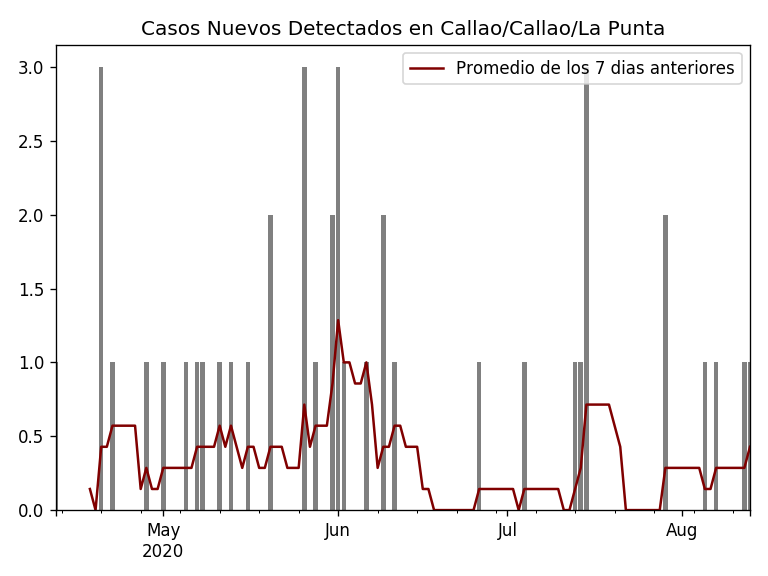 Casos Nuevos Detectados en Callao/Callao/La Punta
Promedio de los 7 dias anteriores
3.0
2.5
2.0
1.5
1.0
0.5
0.0
May
2020
Jun
Jul
Aug